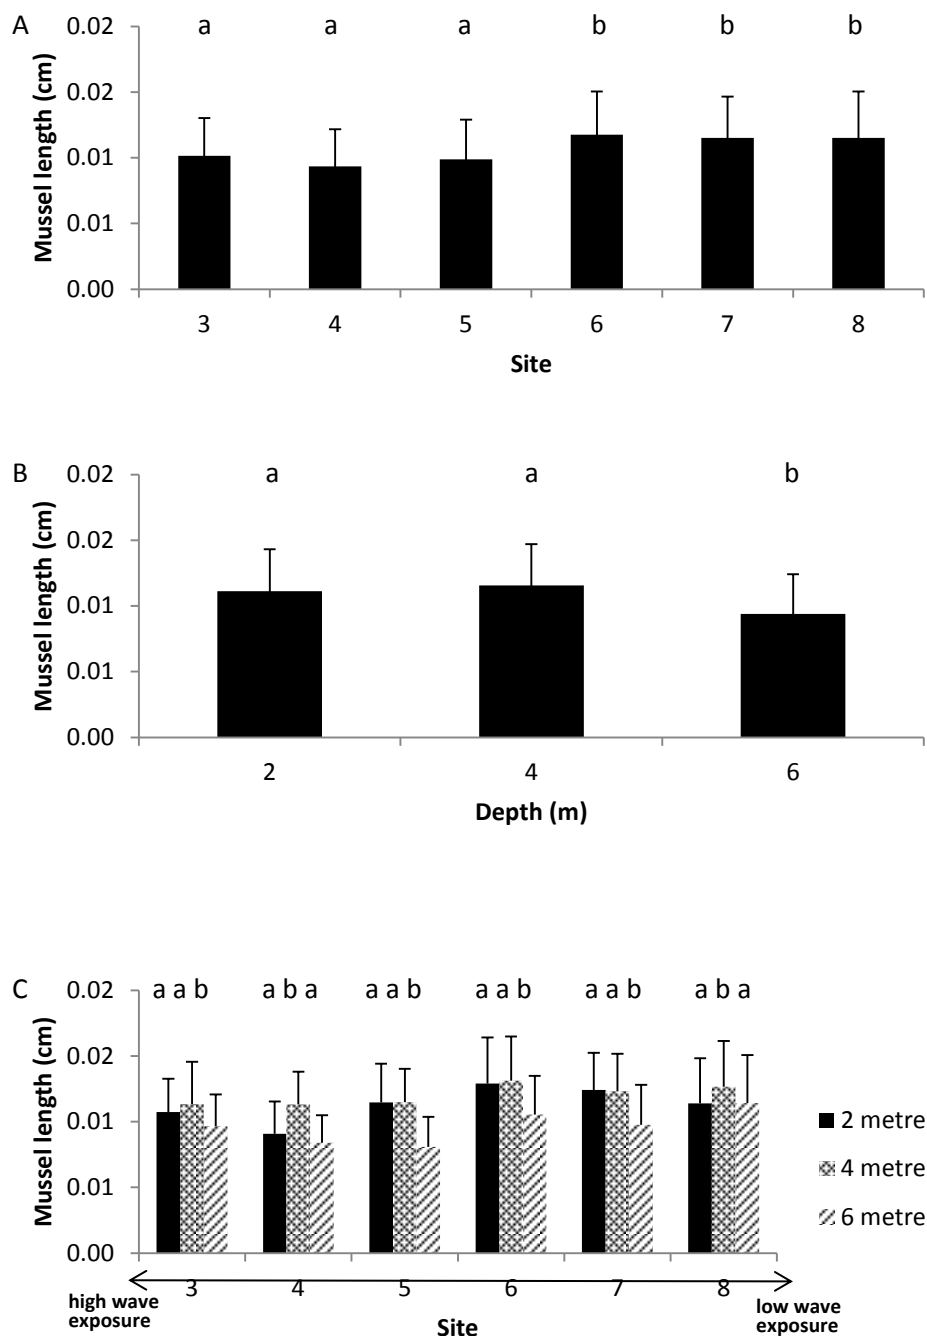 A
a a a b b b
Mussel length (cm)
0.02
0.02
0.01
0.01
0.00
3 4 5 6 7 8
Site
B
a a b
Mussel length (cm)
0.02
0.02
0.01
0.01
0.00
2 4 6
Depth (m)
C
a a b a b a a a b a a b a a b a b a
Mussel length (cm)
0.02
0.02
0.01
0.01
0.00
2 metre
4 metre
6 metre
3 4 5 6 7 8
high wave
exposure
Site
low wave
exposure